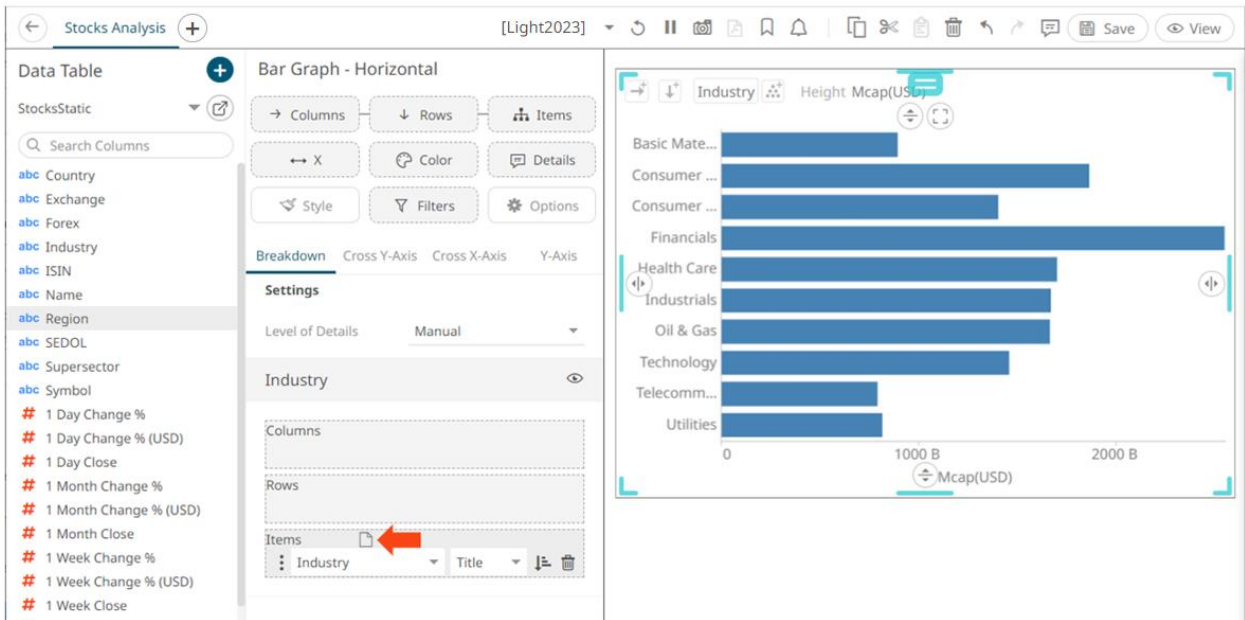 Stocks Analysis
[Light2023]
Save
View
Data Table
StocksStatic
Search Columns
abc Country
abc Exchange
abc Forex
abc Industry
abc ISIN
abc Name
abc Region
abc SEDOL
abc Supersector
abc Symbol
# 1 Day Change %
# 1 Day Change % (USD)
# 1 Day Close
# 1 Month Change %
# 1 Month Change % (USD)
# 1 Month Close
# 1 Week Change %
# 1 Week Change % (USD)
# 1 Week Close
Bar Graph - Horizontal
Columns Rows Items
X Color Details
Style Filters Options
Breakdown Cross Y-Axis Cross X-Axis Y-Axis
Settings
Level of Details Manual
Industry
Columns
Rows
Items
Industry Title
Industry Height Mcap(USD)
Basic Mate...
Consumer ...
Consumer ...
Financials
Health Care
Industrials
Oil & Gas
Technology
Telecomm...
Utilities
0 1000 B 2000 B
Mcap(USD)